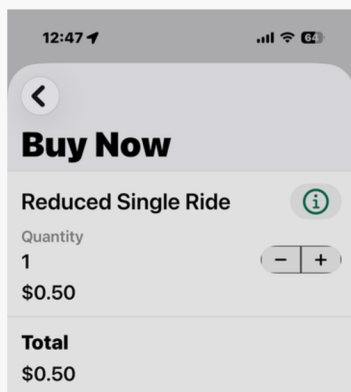 12:47
64
Buy Now
Reduced Single Ride
Quantity
1
$0.50
Total
$0.50